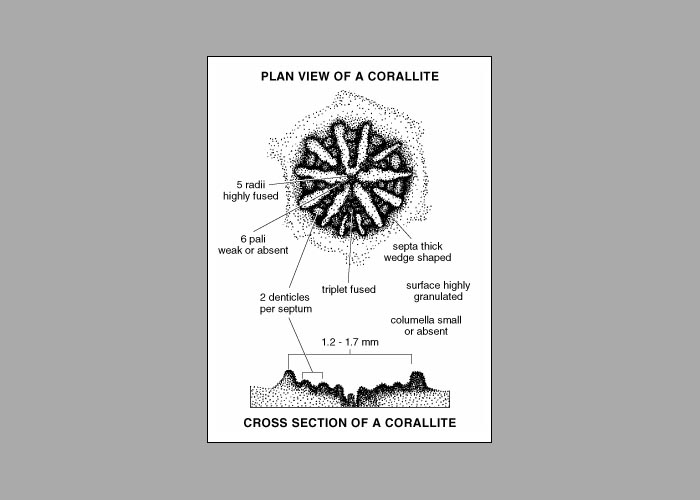 PLAN VIEW OF A CORALLITE
5 radii
highly fused
6 pali
weak or absent
septa thick
wedge shaped
triplet fused
2 denticles
per septum
surface highly
granulated
columella small
or absent
1.2 - 1.7 mm
CROSS SECTION OF A CORALLITE